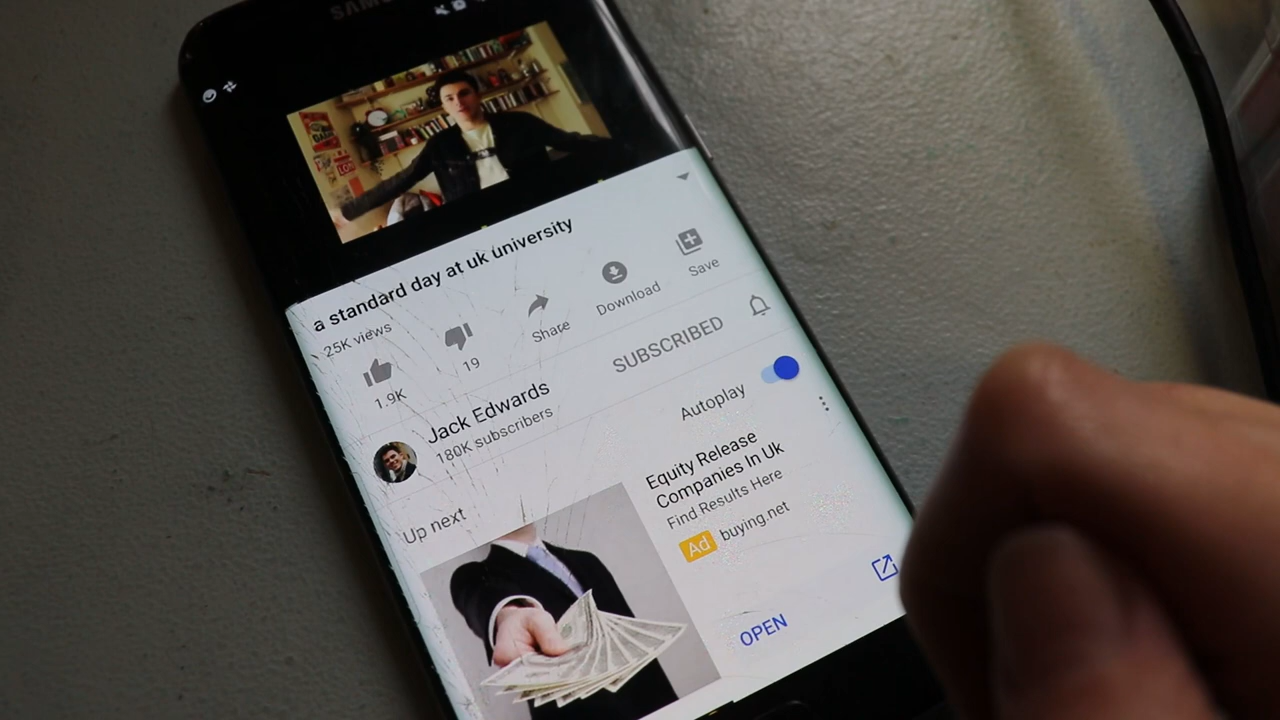 SAMSUNG
a standard day at uk university
25K views
1.9K
19
Share
Download
Save
Jack Edwards
180K subscribers
SUBSCRIBED
Autoplay
Up next
Equity Release
Companies In Uk
Find Results Here
Ad buying.net
OPEN